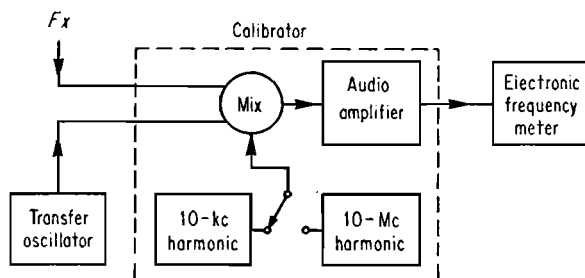 Fx
Calibrator
Mix
Audio
amplifier
Electronic
frequency
meter
Transfer
oscillator
10-kc
harmonic
10-Mc
harmonic